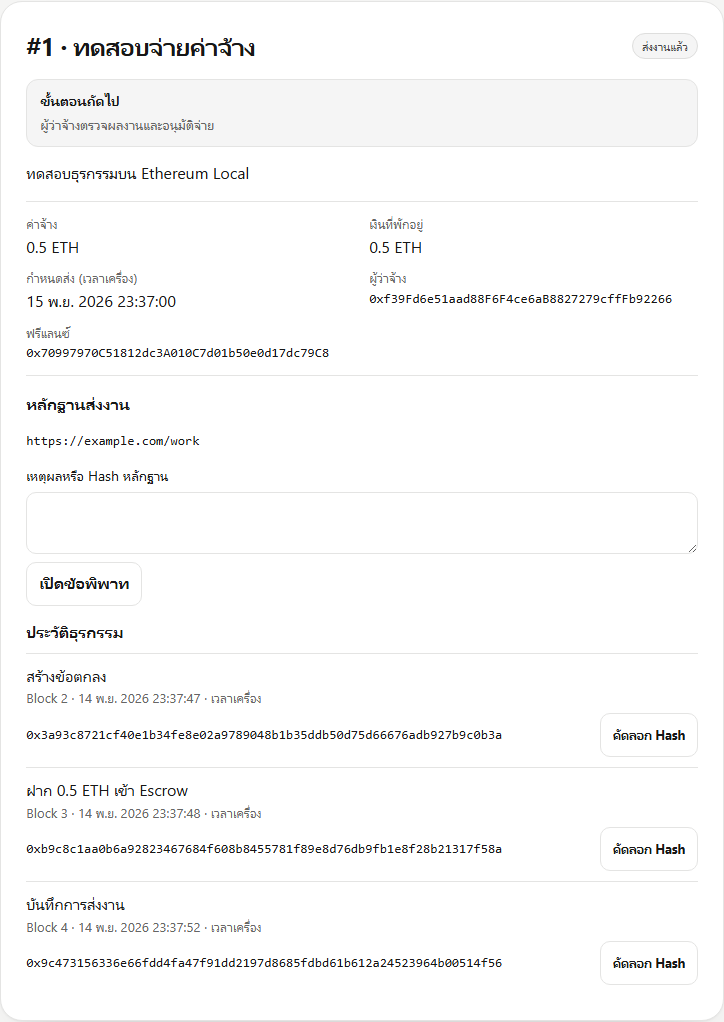 #1 · ทดสอบจ่ายค่าจ้าง
ส่งงานแล้ว
ขั้นตอนถัดไป
ผู้ว่าจ้างตรวจผลงานและอนุมัติจ่าย
ทดสอบธุรกรรมบน Ethereum Local
ค่าจ้าง
0.5 ETH
เงินที่พักอยู่
0.5 ETH
กำหนดส่ง (เวลาเครื่อง)
15 พ.ย. 2026 23:37:00
ผู้ว่าจ้าง
0xf39Fd6e51aad88F6F4ce6aB8827279cffFb92266
ฟรีแลนซ์
0x70997970C51812dc3A010C7d01b50e0d17dc79C8
หลักฐานส่งงาน
https://example.com/work
เหตุผลหรือ Hash หลักฐาน
เปิดข้อพิพาท
ประวัติธุรกรรม
สร้างข้อตกลง
Block 2 · 14 พ.ย. 2026 23:37:47 · เวลาเครื่อง
0x3a93c8721cf40e1b34fe8e02a9789048b1b35ddb50d75d66676adb927b9c0b3a
คัดลอก Hash
ฝาก 0.5 ETH เข้า Escrow
Block 3 · 14 พ.ย. 2026 23:37:48 · เวลาเครื่อง
0xb9c8c1aa0b6a92823467684f608b8455781f89e8d76db9fb1e8f28b21317f58a
คัดลอก Hash
บันทึกการส่งงาน
Block 4 · 14 พ.ย. 2026 23:37:52 · เวลาเครื่อง
0x9c473156336e66fdd4fa47f91dd2197d8685fdbd61b612a24523964b00514f56
คัดลอก Hash